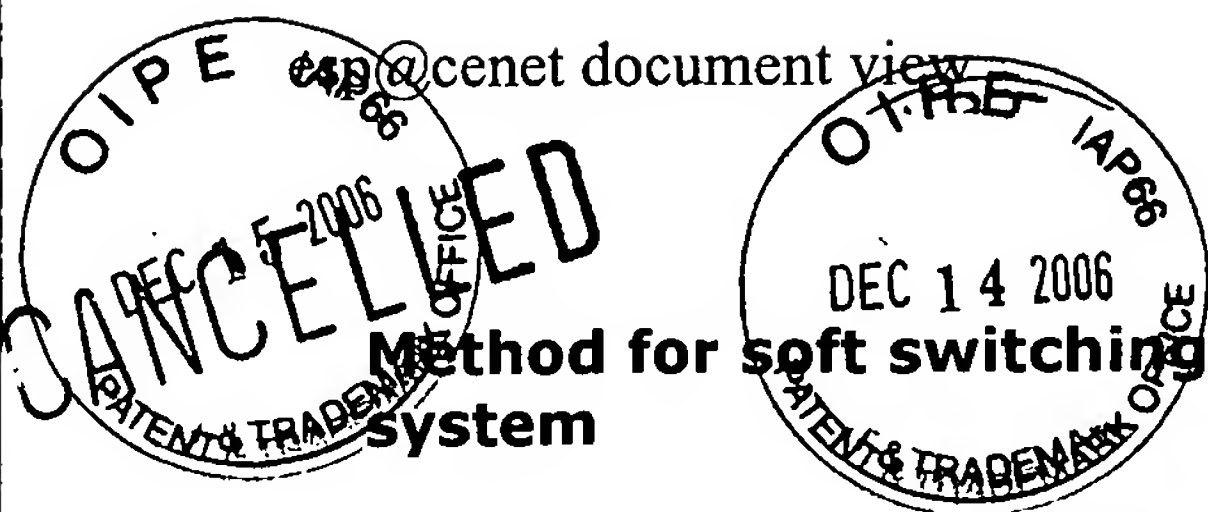 esp@cenet document view
OIPE IAP66
DEC 15 2006
PATENT & TRADEMARK OFFICE
CANCELLED
OIPE IAP66
DEC 14 2006
PATENT & TRADEMARK OFFICE
Method for soft switching
system